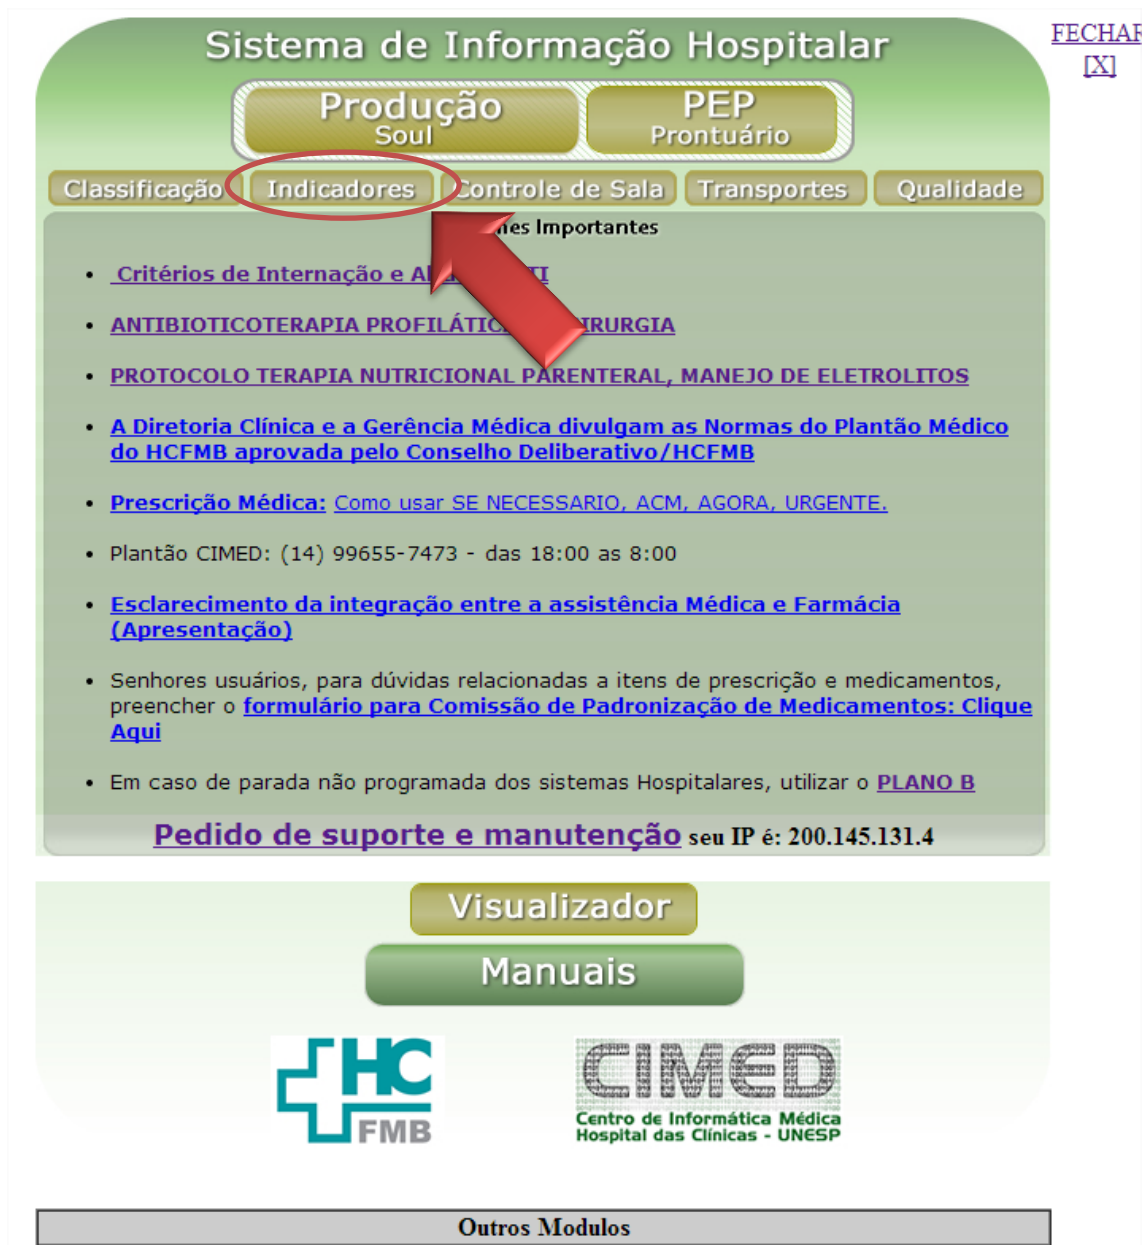 Sistema de Informação Hospitalar
FECHAR
[X]
Produção
Soul
PEP
Prontuário
Classificação Indicadores Controle de Sala Transportes Qualidade
Importantes
Critérios de Internação e
ANTIBIOTICOTERAPIA
PROTOCOLO TERAPIA NUTRICIONAL PARENTERAL, MANEJO DE ELETROLITOS
A Diretoria Clínica e a Gerência Médica divulgam as Normas do Plantão Médico
do HCFMB aprovada pelo Conselho Deliberativo/HCFMB
Prescrição Médica: Como usar SE NECESSARIO, ACM, AGORA, URGENTE.
Plantão CIMED: (14) 99655-7473 - das 18:00 as 8:00
Esclarecimento da integração entre a assistência Médica e Farmácia
(Apresentação)
Senhores usuários, para dúvidas relacionadas a itens de prescrição e medicamentos,
preencher o formulário para Comissão de Padronização de Medicamentos: Clique
Aqui
Em caso de parada não programada dos sistemas Hospitalares, utilizar o PLANO B
Pedido de suporte e manutenção seu IP é: 200.145.131.4
Visualizador
Manuais
HC
FMB
CIMED
Centro de Informática Médica
Hospital das Clínicas - UNESP
Outros Modulos